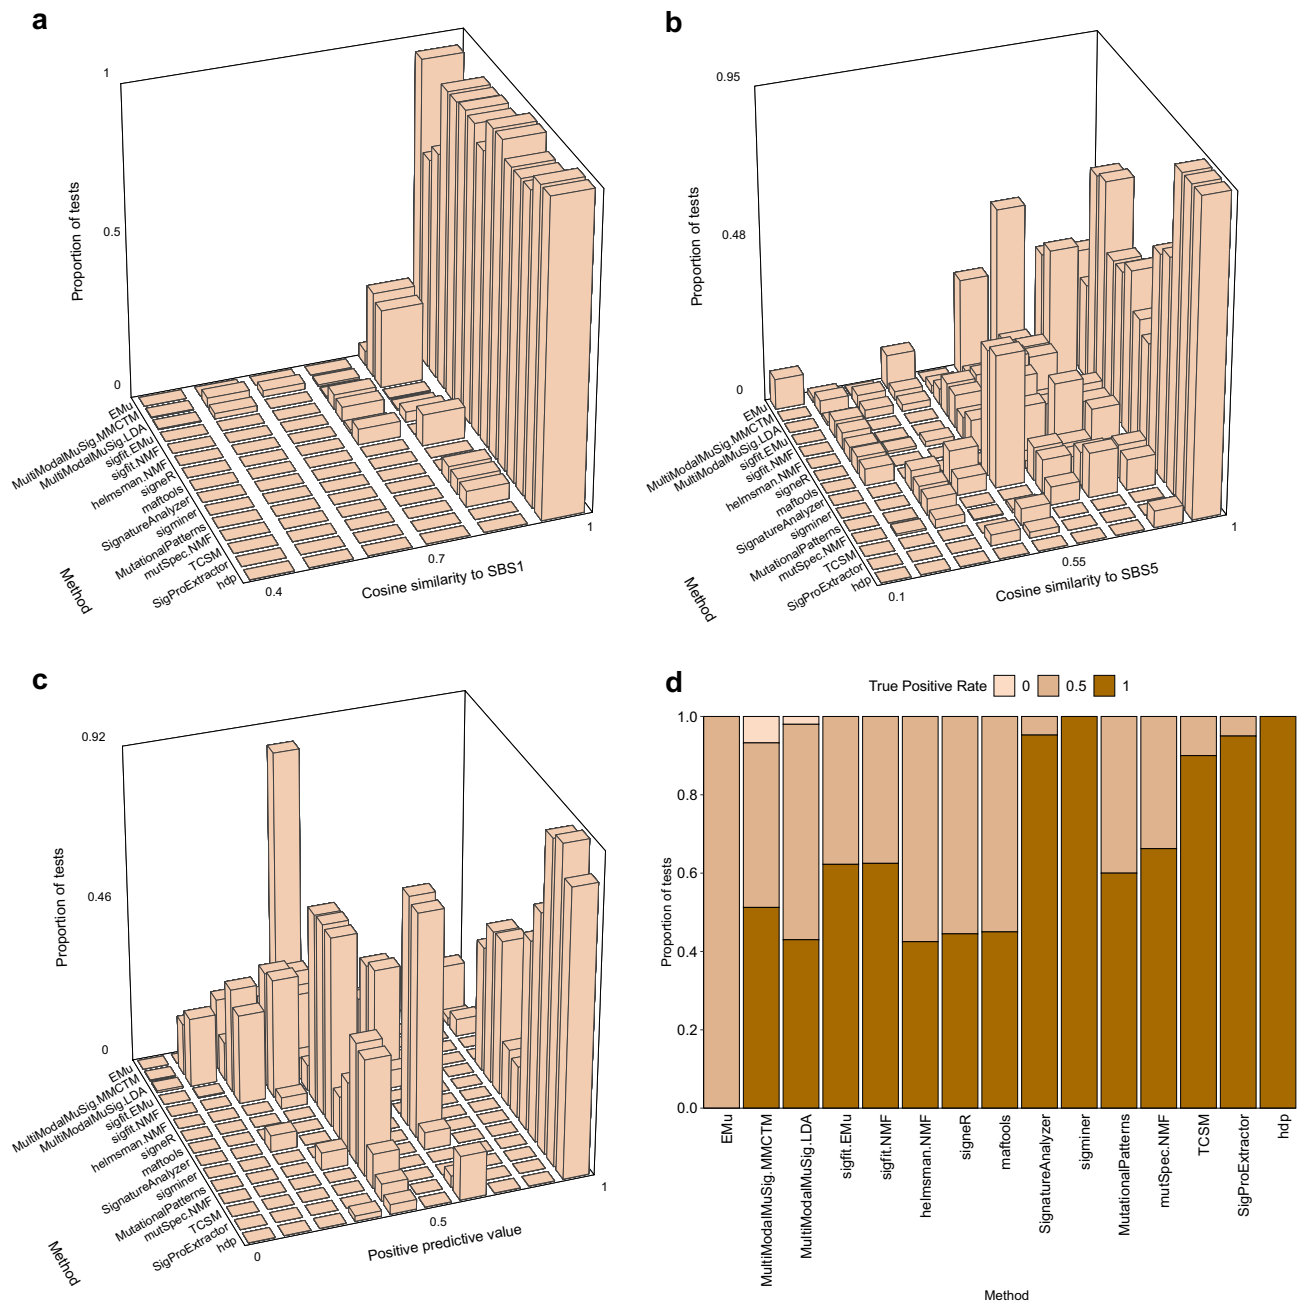 a
1
0.5
0
Proportion of tests
EMu
MultiModalMuSig.MMCTM
MultiModalMuSig.LDA
sigfit.EMu
sigfit.NMF
helmsman.NMF
signeR
maftools
SignatureAnalyzer
sigminer
MutationalPatterns
mutSpec.NMF
TCSM
SigProExtractor
hdp
Method
0.4
0.7
1
Cosine similarity to SBS1
b
0.95
0.48
0
Proportion of tests
EMu
MultiModalMuSig.MMCTM
MultiModalMuSig.LDA
sigfit.EMu
sigfit.NMF
helmsman.NMF
signeR
maftools
SignatureAnalyzer
sigminer
MutationalPatterns
mutSpec.NMF
TCSM
SigProExtractor
hdp
Method
0.1
0.55
1
Cosine similarity to SBS5
c
0.92
0.46
0
Proportion of tests
EMu
MultiModalMuSig.MMCTM
MultiModalMuSig.LDA
sigfit.EMu
sigfit.NMF
helmsman.NMF
signeR
maftools
SignatureAnalyzer
sigminer
MutationalPatterns
mutSpec.NMF
TCSM
SigProExtractor
hdp
Method
0
0.5
1
Positive predictive value
d
True Positive Rate 0 0.5 1
1.0
0.8
0.6
0.4
0.2
0.0
Proportion of tests
EMu
MultiModalMuSig.MMCTM
MultiModalMuSig.LDA
sigfit.EMu
sigfit.NMF
helmsman.NMF
signeR
maftools
SignatureAnalyzer
sigminer
MutationalPatterns
mutSpec.NMF
TCSM
SigProExtractor
hdp
Method